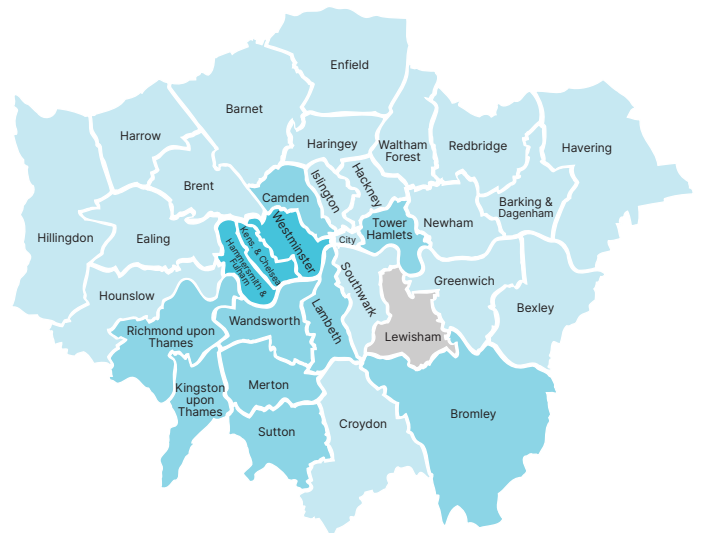 Enfield
Barnet
Harrow
Haringey
Waltham
Forest
Redbridge
Havering
Brent
Camden
Islington
Hackney
Barking &
Dagenham
Hillingdon
Ealing
Kens. & Chelsea
Hammersmith &
Fulham
Westminster
City
Tower
Hamlets
Newham
Hounslow
Greenwich
Bexley
Richmond upon
Thames
Wandsworth
Lambeth
Southwark
Lewisham
Kingston
upon
Thames
Merton
Sutton
Croydon
Bromley